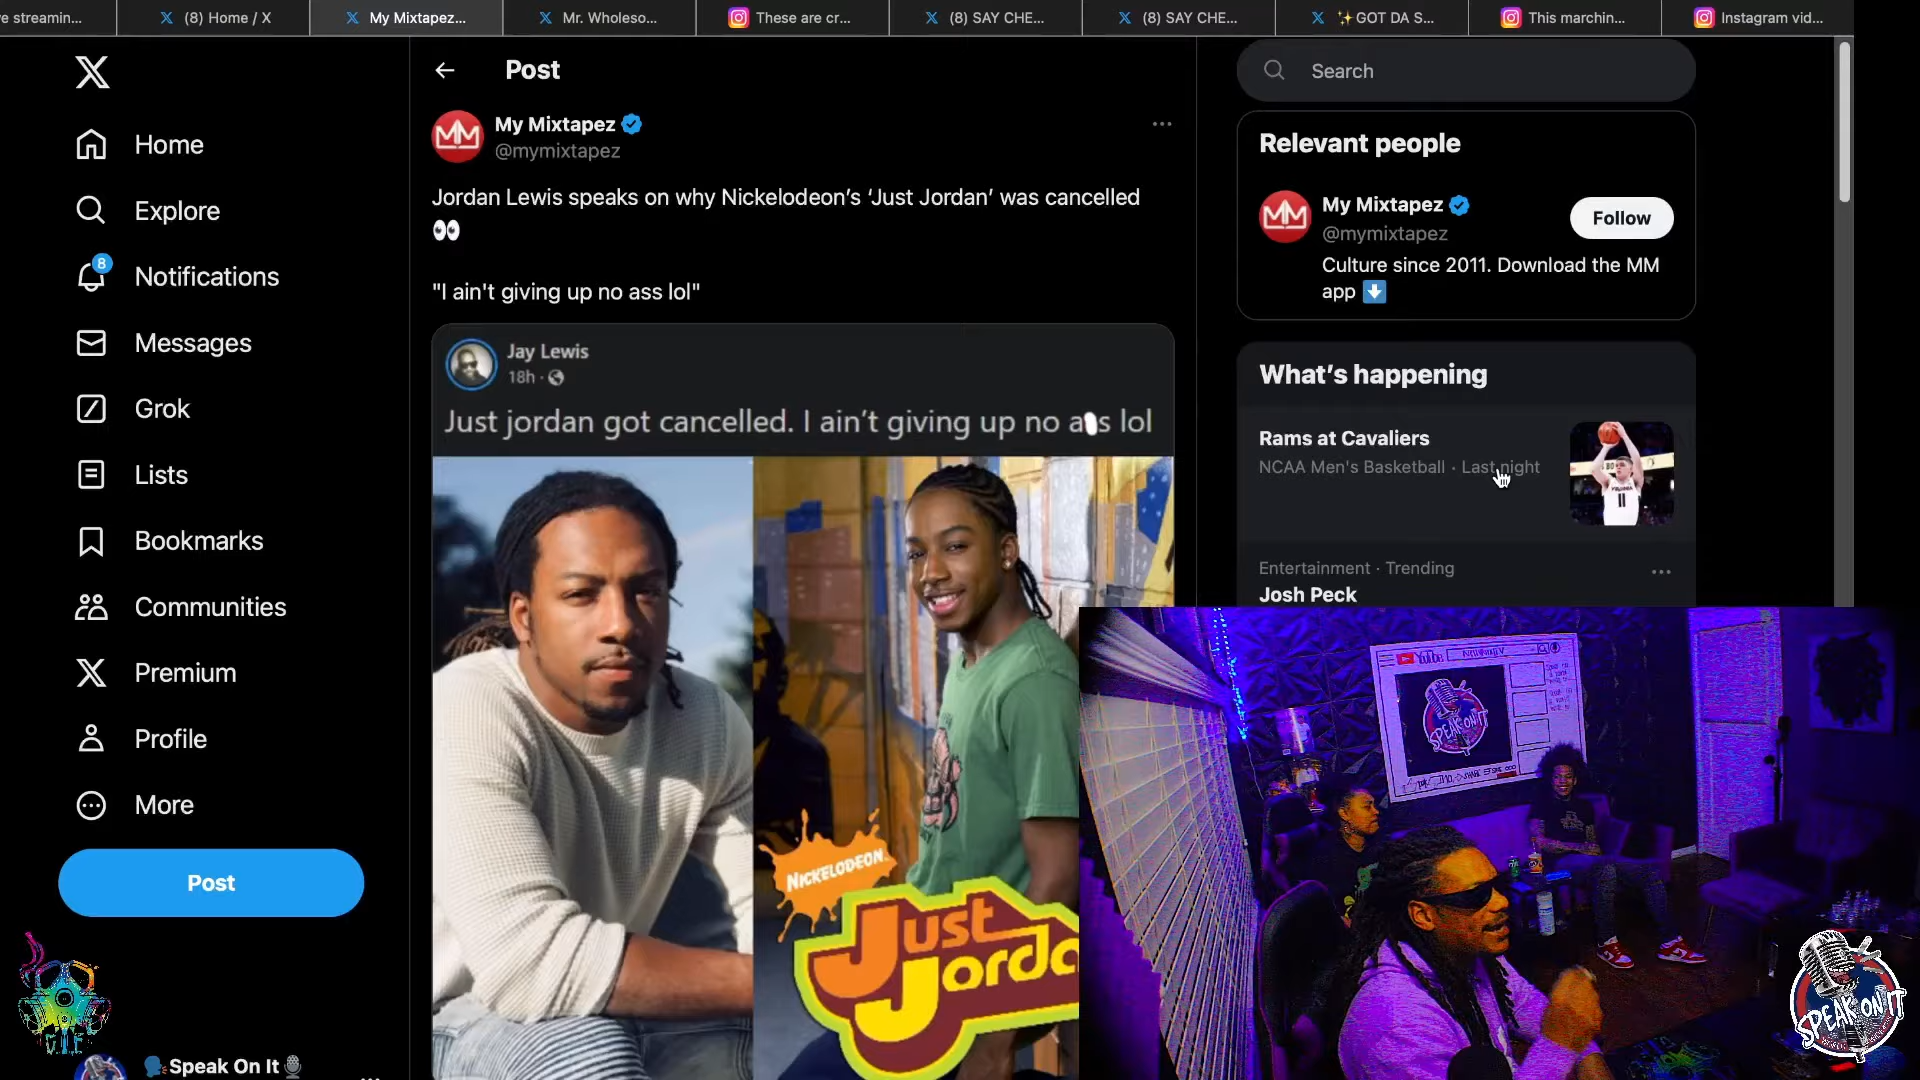 e streamin...
(8) Home / X
My Mixtapez...
Mr. Wholeso...
These are cr...
(8) SAY CHE...
(8) SAY CHE...
✨GOT DA S...
This marchin...
Instagram vid...
Home
Explore
8
Notifications
Messages
Grok
Lists
Bookmarks
Communities
Premium
Profile
More
Post
Speak On It
Post
My Mixtapez
@mymixtapez
Jordan Lewis speaks on why Nickelodeon’s ‘Just Jordan’ was cancelled
👀
"I ain't giving up no ass lol"
Jay Lewis
18h ·
Just jordan got cancelled. I ain’t giving up no a s lol
NICKELODEON
Just
Jorda
Search
Relevant people
My Mixtapez
@mymixtapez
Follow
Culture since 2011. Download the MM
app ⬇️
What’s happening
Rams at Cavaliers
NCAA Men's Basketball · Last night
Entertainment · Trending
Josh Peck
YouTube
SPEAK ON IT
SPEAK ON IT